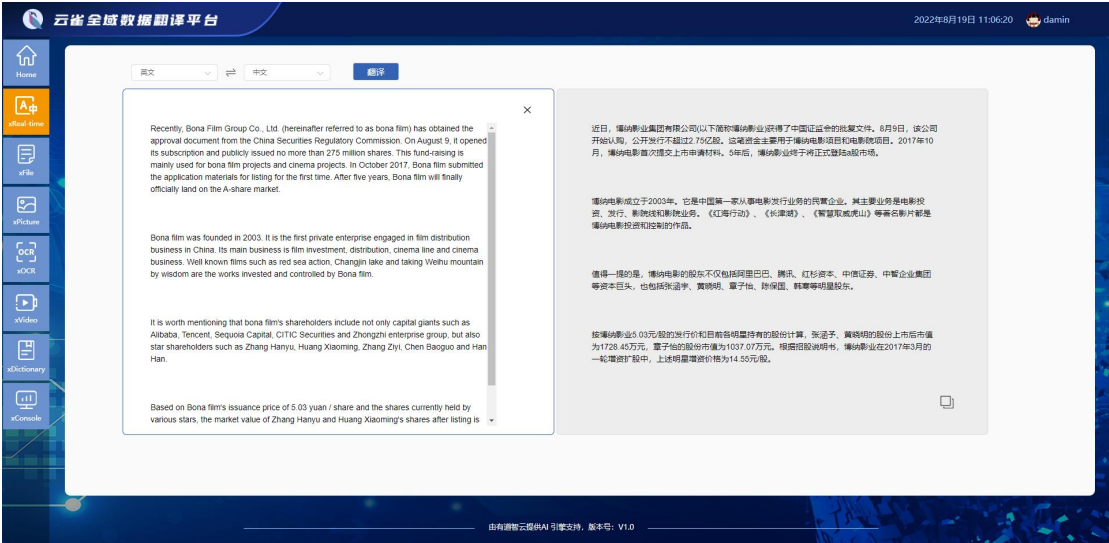 云雀全域数据翻译平台
2022年8月19日 11:06:20 damin
Home
xReal-time
xFile
xPicture
OCR
xOCR
xVideo
xDictionary
xConsole
英文 ⇌ 中文 翻译
Recently, Bona Film Group Co., Ltd. (hereinafter referred to as bona film) has obtained the
approval document from the China Securities Regulatory Commission. On August 9, it opened
its subscription and publicly issued no more than 275 million shares. This fund-raising is
mainly used for bona film projects and cinema projects. In October 2017, Bona film submitted
the application materials for listing for the first time. After five years, Bona film will finally
officially land on the A-share market.
Bona film was founded in 2003. It is the first private enterprise engaged in film distribution
business in China. Its main business is film investment, distribution, cinema line and cinema
business. Well known films such as red sea action, Changjin lake and taking Weihu mountain
by wisdom are the works invested and controlled by Bona film.
It is worth mentioning that bona film's shareholders include not only capital giants such as
Alibaba, Tencent, Sequoia Capital, CITIC Securities and Zhongzhi enterprise group, but also
star shareholders such as Zhang Hanyu, Huang Xiaoming, Zhang Ziyi, Chen Baoguo and Han
Han.
Based on Bona film's issuance price of 5.03 yuan / share and the shares currently held by
various stars, the market value of Zhang Hanyu and Huang Xiaoming's shares after listing is
近日，博纳影业集团有限公司(以下简称博纳影业)获得了中国证监会的批复文件。8月9日，该公司
开始认购，公开发行不超过2.75亿股。这笔资金主要用于博纳电影项目和电影院项目。2017年10
月，博纳电影首次提交上市申请材料。5年后，博纳影业终于将正式登陆a股市场。
博纳电影成立于2003年。它是中国第一家从事电影发行业务的民营企业。其主要业务是电影投
资、发行、影院线和影院业务。《红海行动》、《长津湖》、《智慧取威虎山》等著名影片都是
博纳电影投资和控制的作品。
值得一提的是，博纳电影的股东不仅包括阿里巴巴、腾讯、红杉资本、中信证券、中智企业集团
等资本巨头，也包括张涵宇、黄晓明、章子怡、陈保国、韩寒等明星股东。
按博纳影业5.03元/股的发行价和目前各明星持有的股份计算，张涵予、黄晓明的股份上市后市值
为1728.45万元，章子怡的股份市值为1037.07万元。根据招股说明书，博纳影业在2017年3月的
一轮增资扩股中，上述明星增资价格为14.55元/股。
由有道智云提供AI 引擎支持，版本号：V1.0